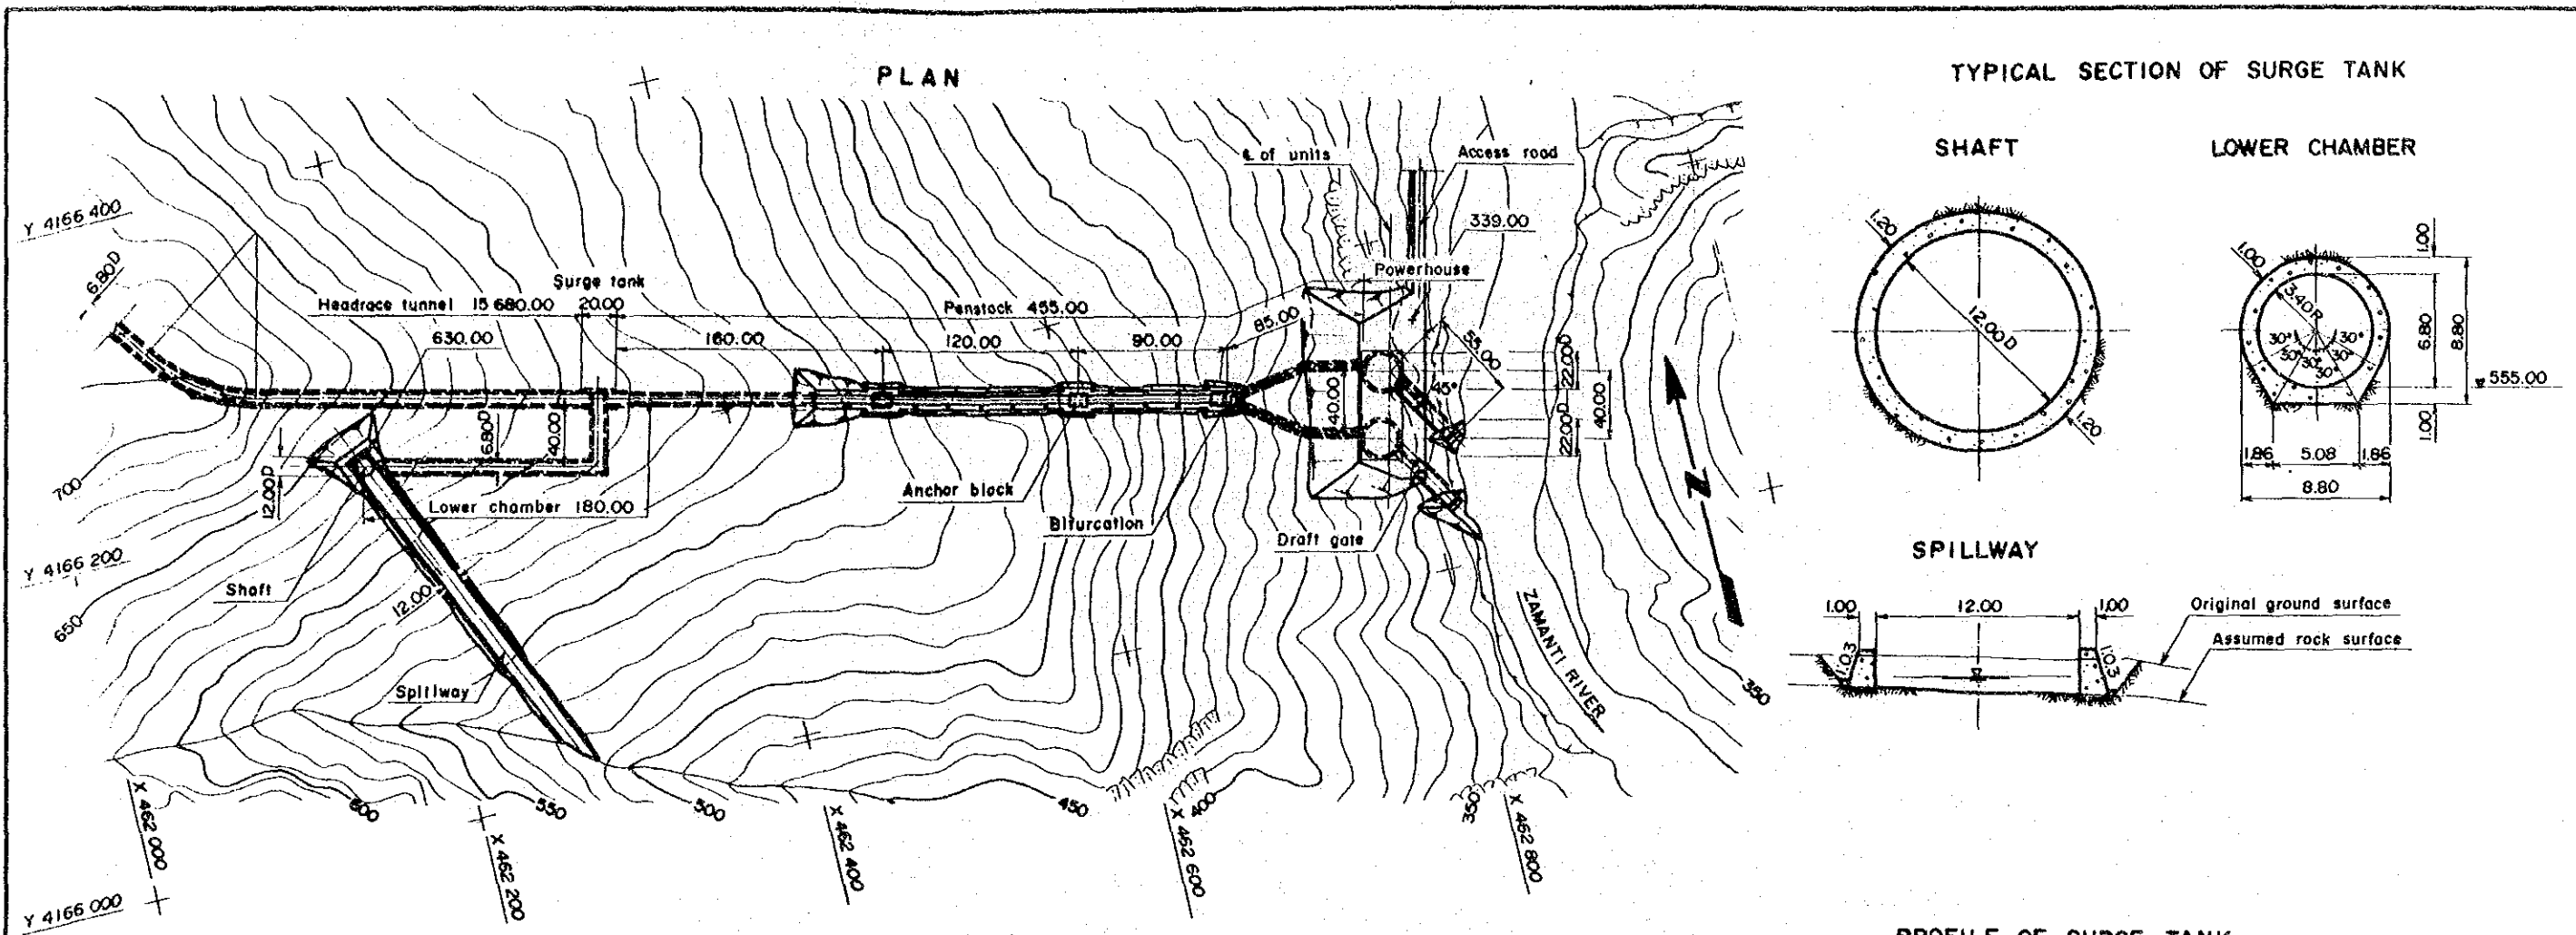 PLAN
TYPICAL SECTION OF SURGE TANK
SHAFT
LOWER CHAMBER
℄ of units
Access road
339.00
Powerhouse
Y 4166 400
6.80D
Surge tank
Headrace tunnel 15 680.00
20.00
Penstock 455.00
85.00
630.00
160.00
120.00
90.00
55.00
45°
22.00D
22.00D
40.00
40.00
6.80D
40.00
12.00D
Lower chamber 180.00
Anchor block
Bifurcation
Draft gate
700
Y 4166 200
650
Shaft
12.00
Spillway
ZAMANTI RIVER
N
600
550
500
450
400
350
350
X 462 000
X 462 200
X 462 400
X 462 600
X 462 800
Y 4166 000
1.20
12.00D
1.20
1.00
3.40R
30°
30°
30°
30°
30°
30°
1.00
6.80
8.80
555.00
1.00
1.86
5.08
1.86
8.80
SPILLWAY
1.00
12.00
1.00
Original ground surface
Assumed rock surface
1:0.3
1:0.3
PROFILE OF SURGE TANK